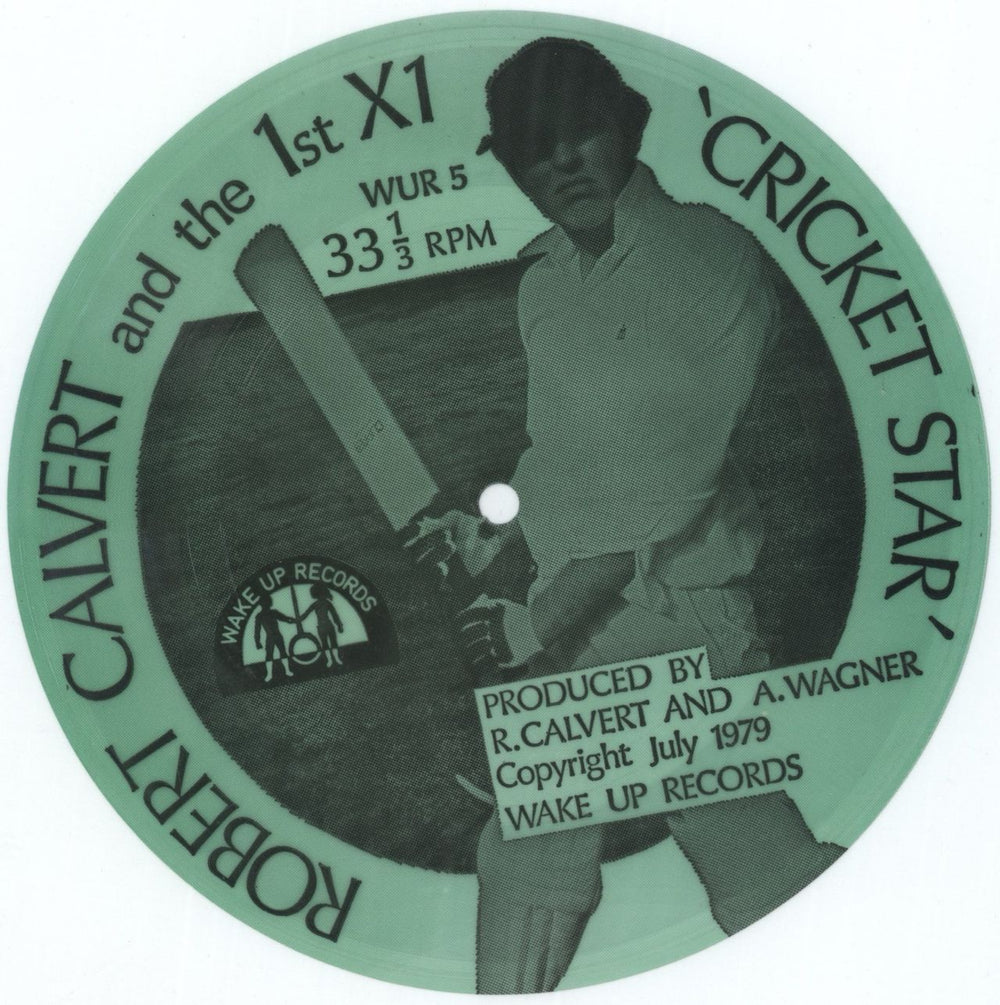 ROBERT CALVERT and the 1st X1
'CRICKET STAR'
WUR 5
33 1/3 RPM
WAKE UP RECORDS
PRODUCED BY
R.CALVERT AND A.WAGNER
Copyright July 1979
WAKE UP RECORDS